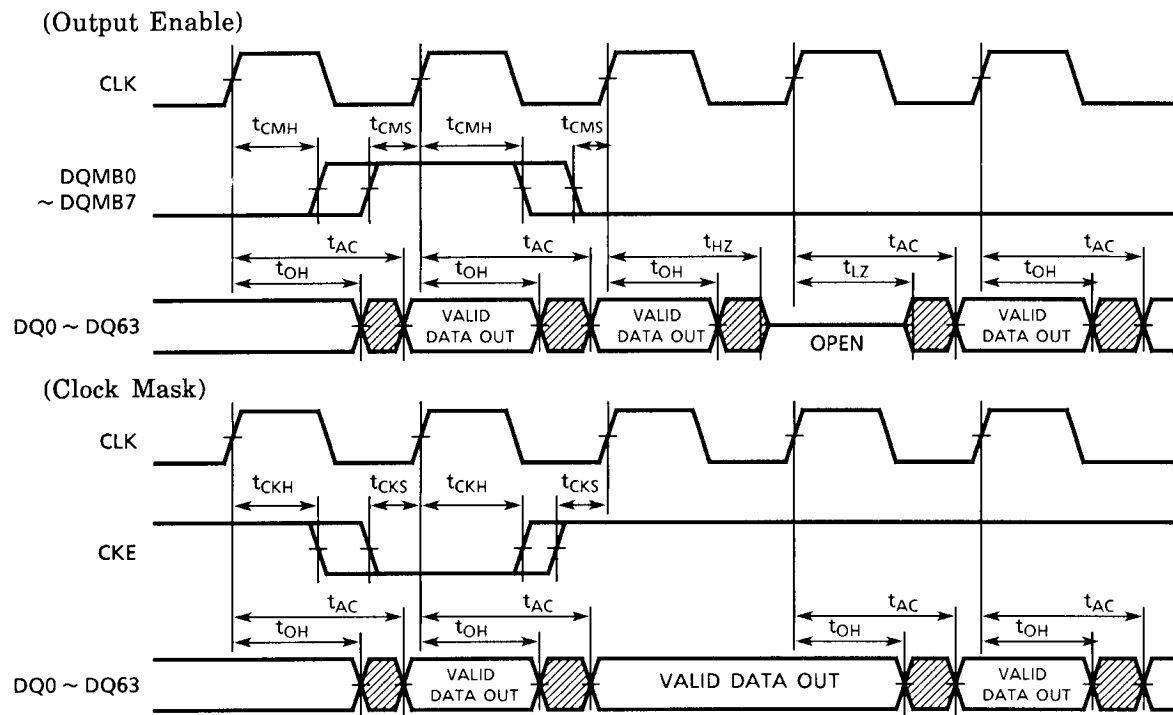 (Output Enable)
CLK
tCMH tCMS tCMH tCMS
DQMB0
~ DQMB7
tAC tAC tHZ tAC tAC
tOH tOH tOH tLZ tOH
DQ0 ~ DQ63
VALID DATA OUT
VALID DATA OUT
OPEN
VALID DATA OUT
(Clock Mask)
CLK
tCKH tCKS tCKH tCKS
CKE
tAC tAC tAC tAC
tOH tOH tOH tOH
DQ0 ~ DQ63
VALID DATA OUT
VALID DATA OUT
VALID DATA OUT